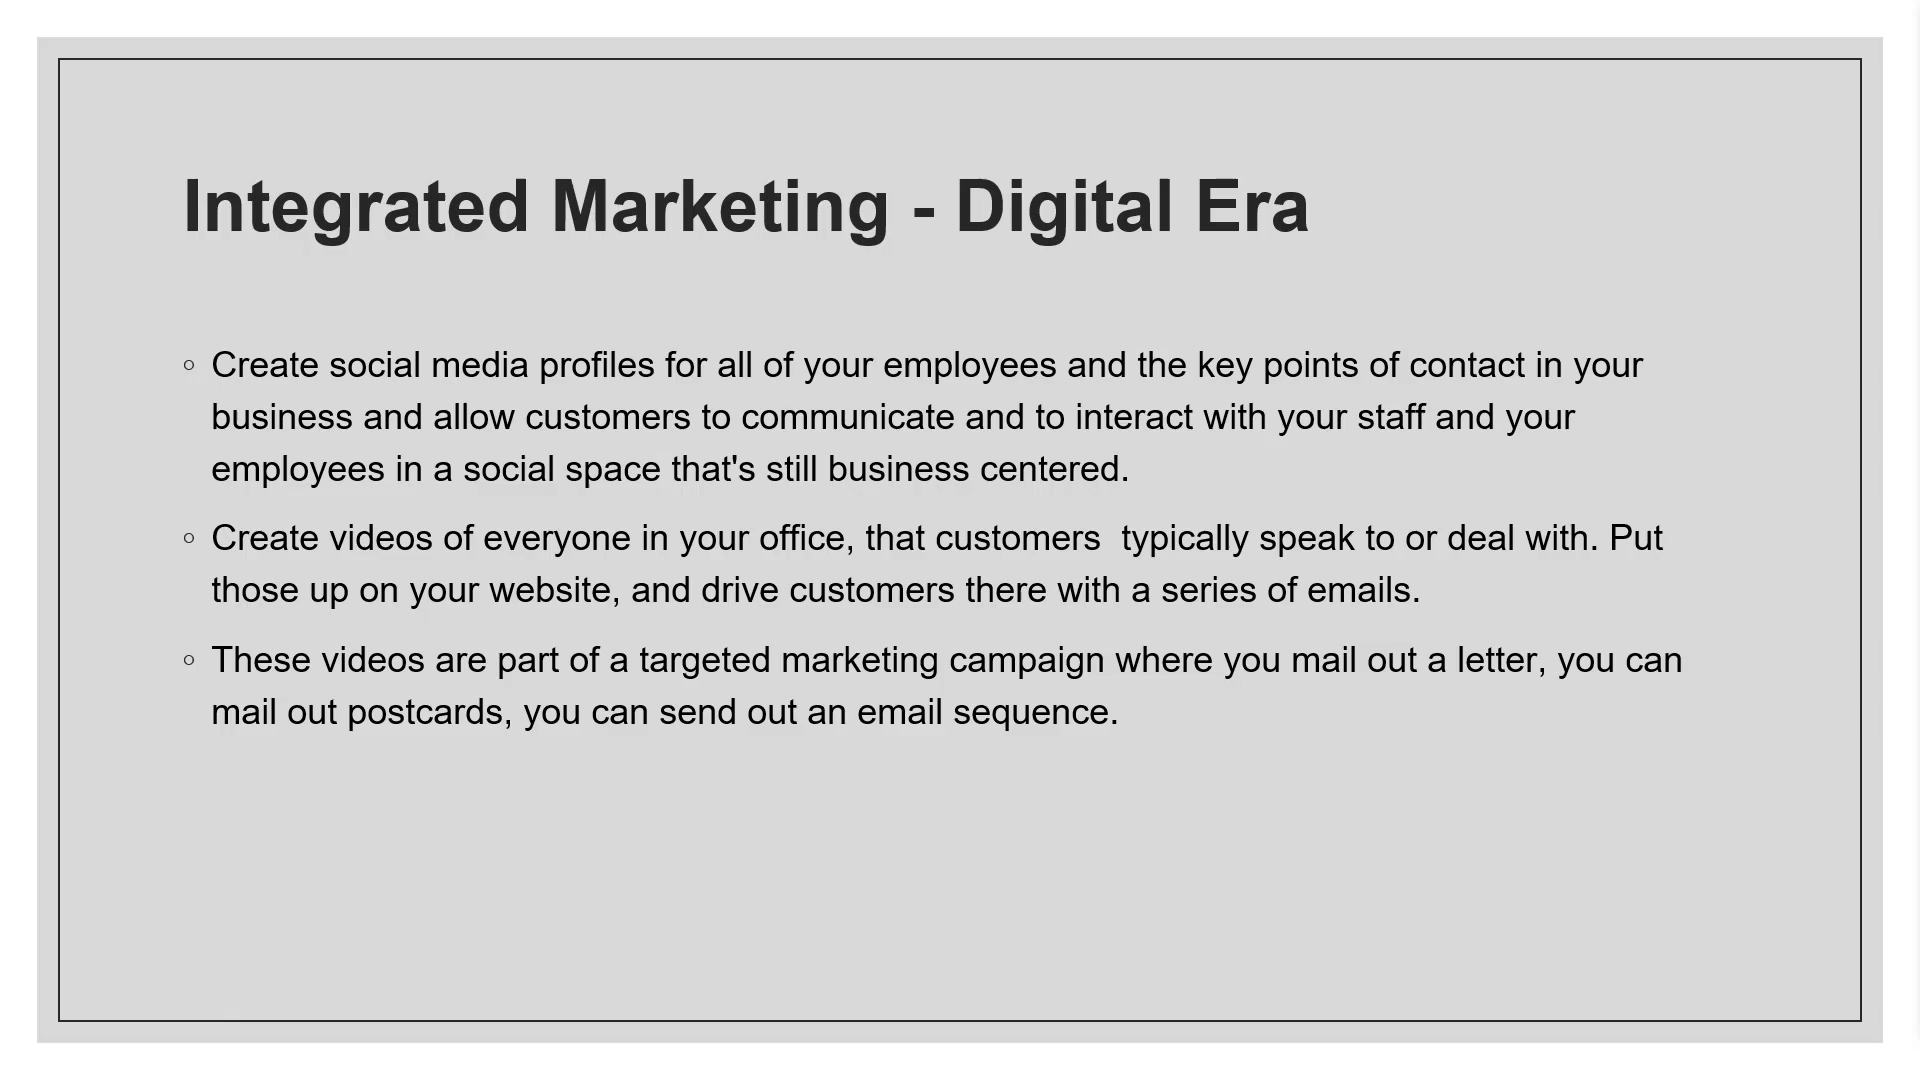 Integrated Marketing - Digital Era
◦ Create social media profiles for all of your employees and the key points of contact in your
business and allow customers to communicate and to interact with your staff and your
employees in a social space that's still business centered.
◦ Create videos of everyone in your office, that customers  typically speak to or deal with. Put
those up on your website, and drive customers there with a series of emails.
◦ These videos are part of a targeted marketing campaign where you mail out a letter, you can
mail out postcards, you can send out an email sequence.